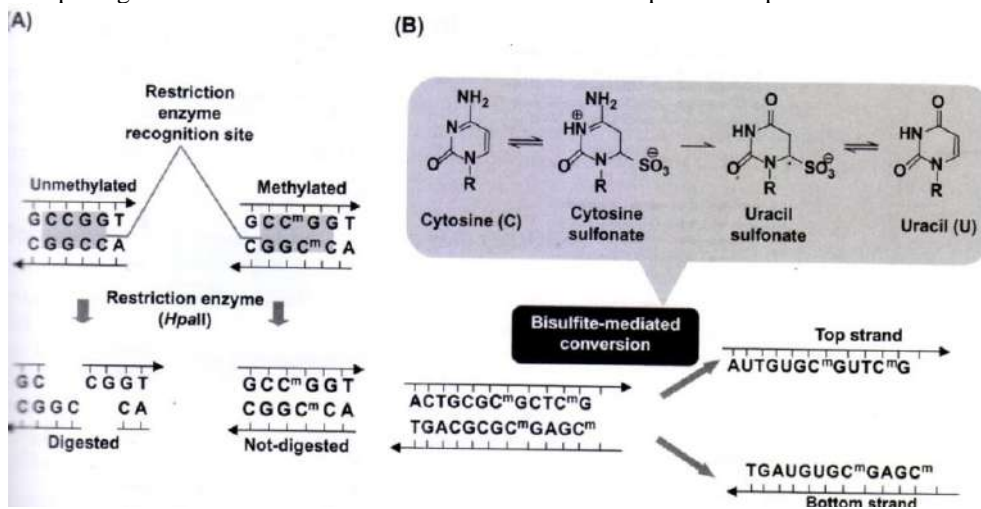 (A)
Restriction
enzyme
recognition site
Unmethylated
Methylated
GCCGGT
CGGCCA
GCCᵐGGT
CGGCᵐCA
Restriction enzyme
(HpaII)
GC CGGT
CGGC CA
Digested
GCCᵐGGT
CGGCᵐCA
Not-digested
(B)
NH₂
N
O
N
R
Cytosine (C)
NH₂
⊕
HN
O
N
SO₃
⊖
R
Cytosine
sulfonate
O
HN
O
N
SO₃
⊖
R
Uracil
sulfonate
O
HN
O
N
R
Uracil (U)
Bisulfite-mediated
conversion
ACTGCGCᵐGCTCᵐG
TGACGCGCᵐGAGCᵐ
Top strand
AUTGUGCᵐGUTCᵐG
TGAUGUGCᵐGAGCᵐ
Bottom strand